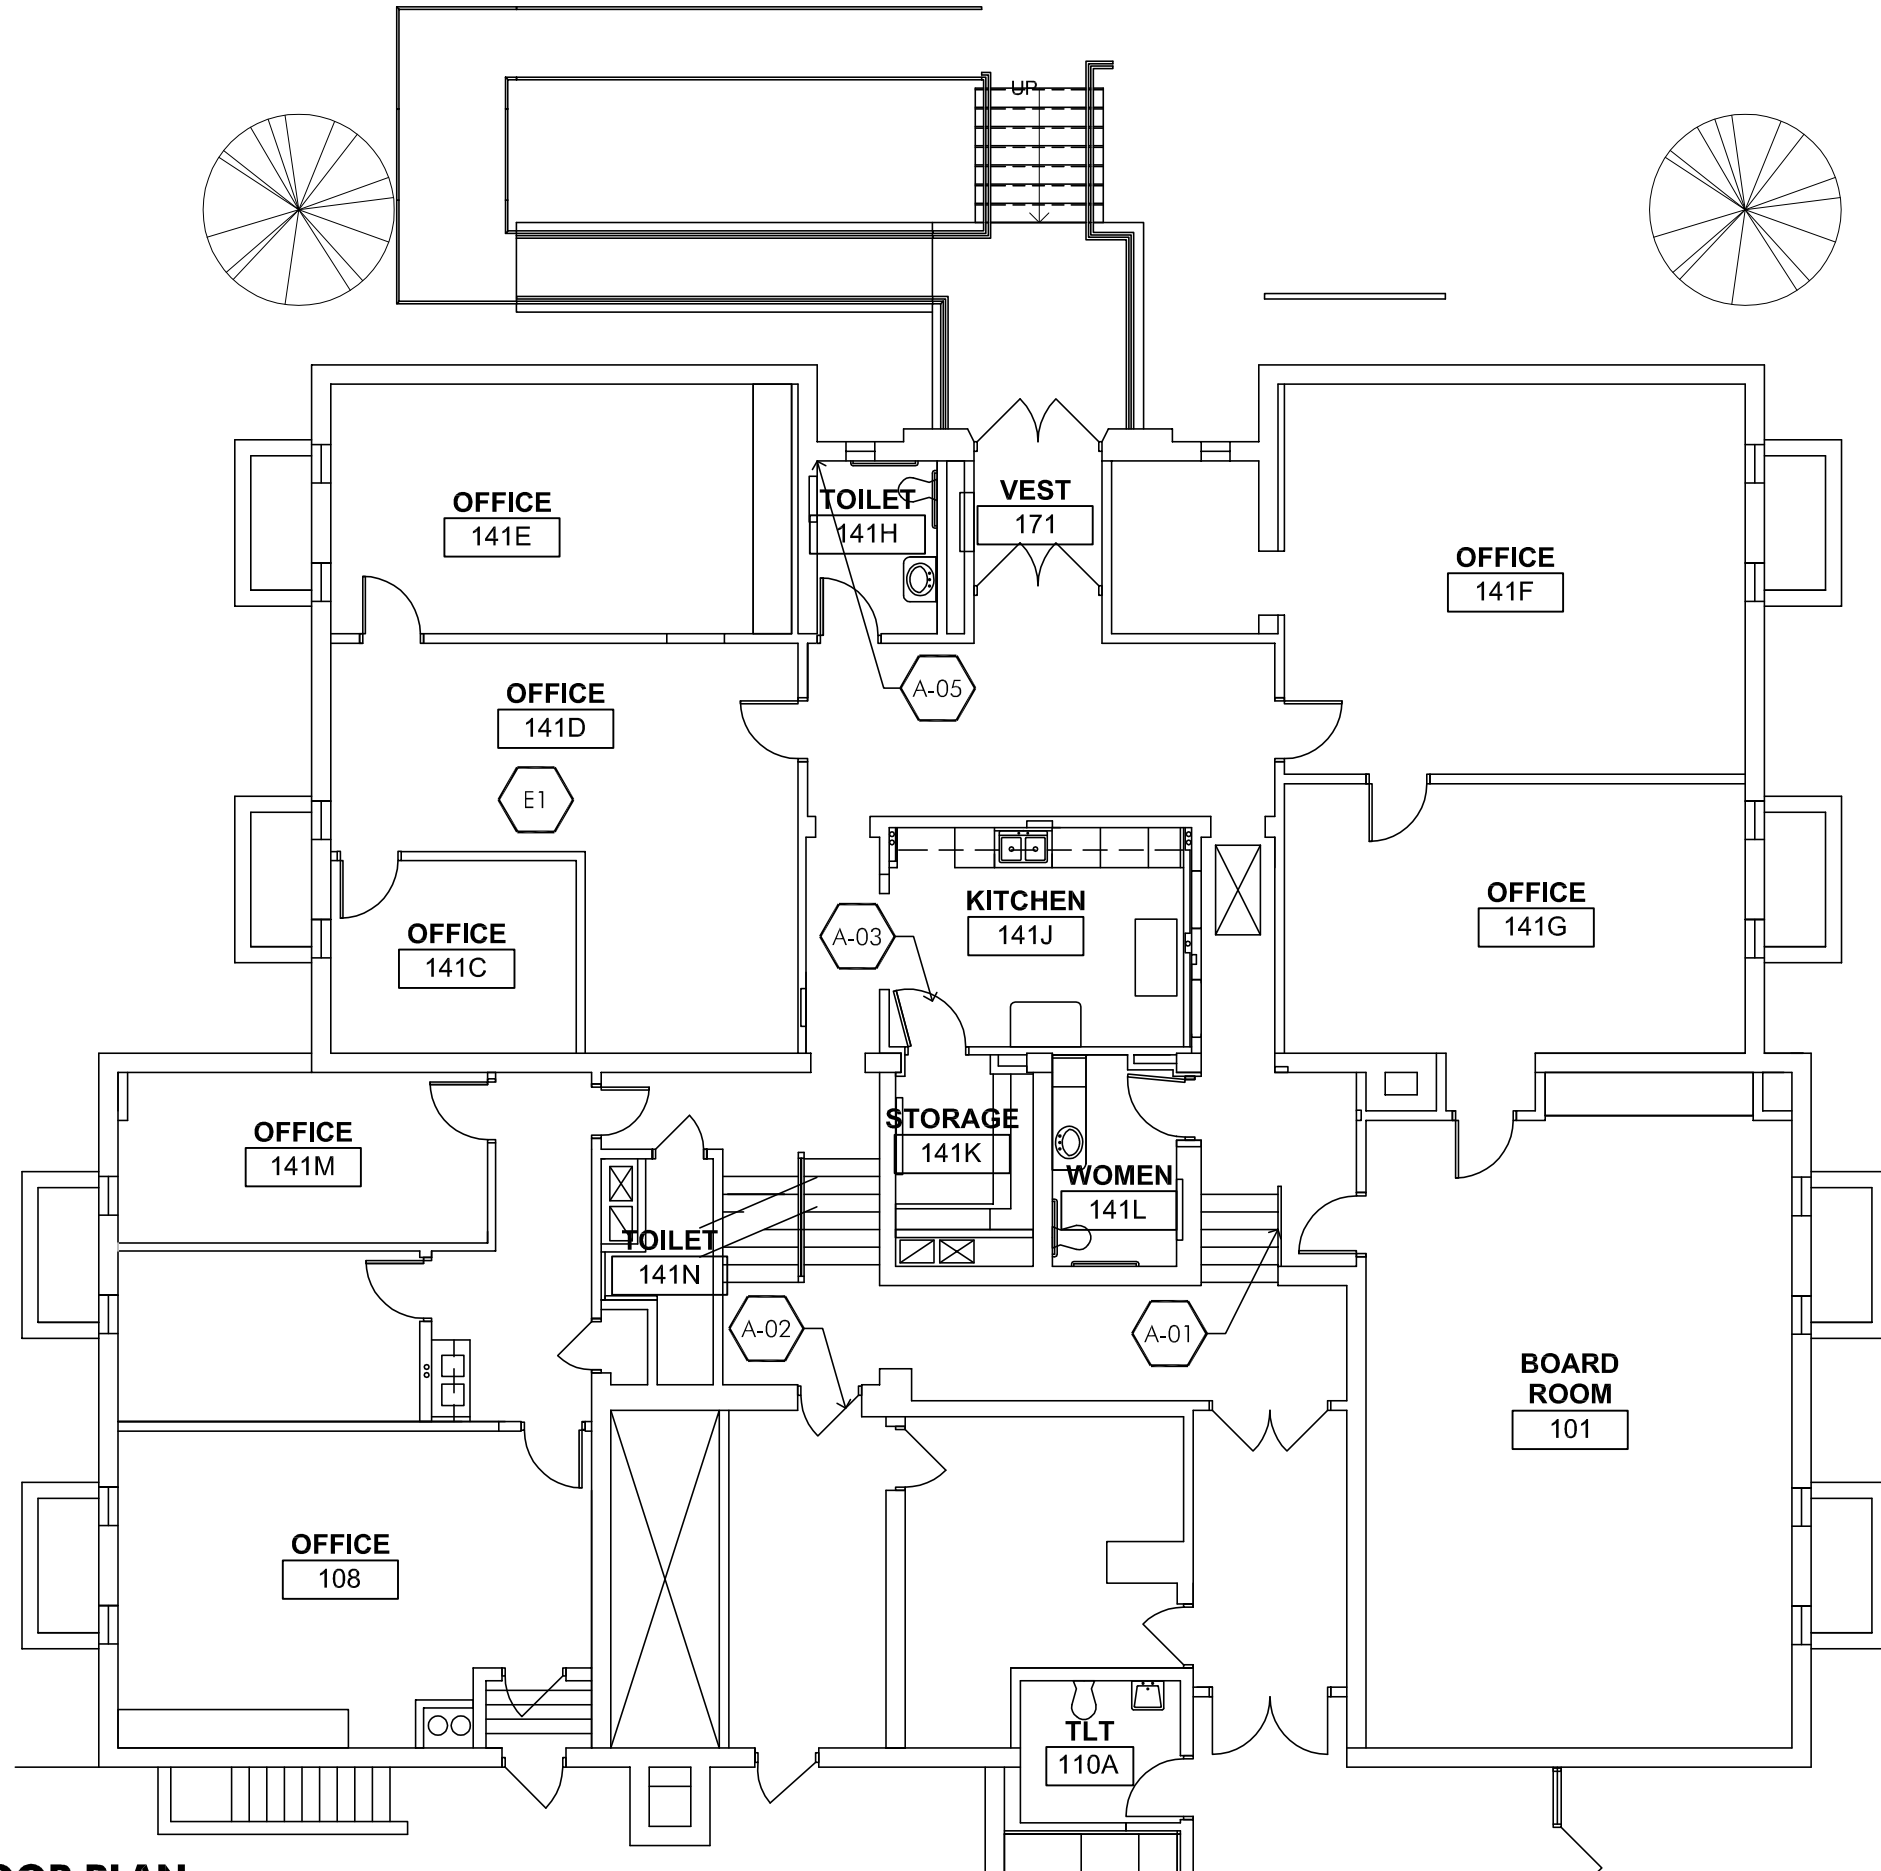 UP
OFFICE
141E
TOILET
141H
VEST
171
OFFICE
141F
OFFICE
141D
A-05
E1
KITCHEN
141J
A-03
OFFICE
141C
OFFICE
141G
OFFICE
141M
STORAGE
141K
WOMEN
141L
TOILET
141N
A-02
A-01
BOARD
ROOM
101
OFFICE
108
TLT
110A
PLAN